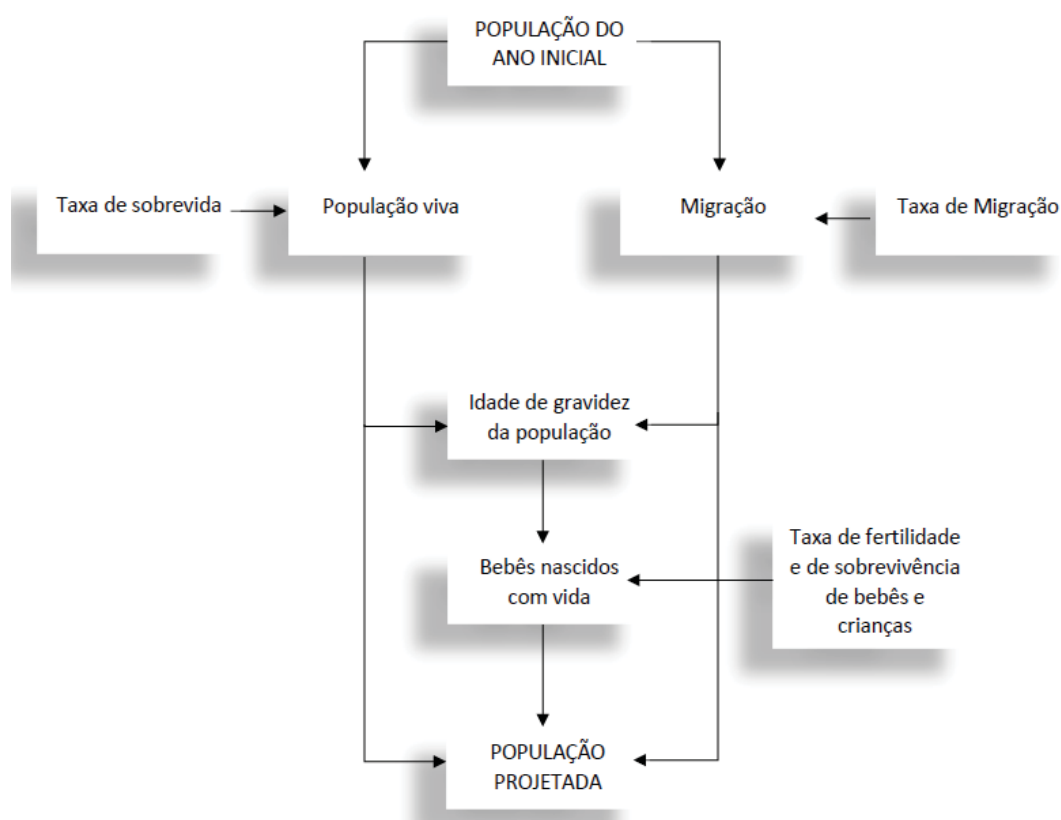 POPULAÇÃO DO
ANO INICIAL
Taxa de sobrevida
População viva
Migração
Taxa de Migração
Idade de gravidez
da população
Bebês nascidos
com vida
Taxa de fertilidade
e de sobrevivência
de bebês e
crianças
POPULAÇÃO
PROJETADA